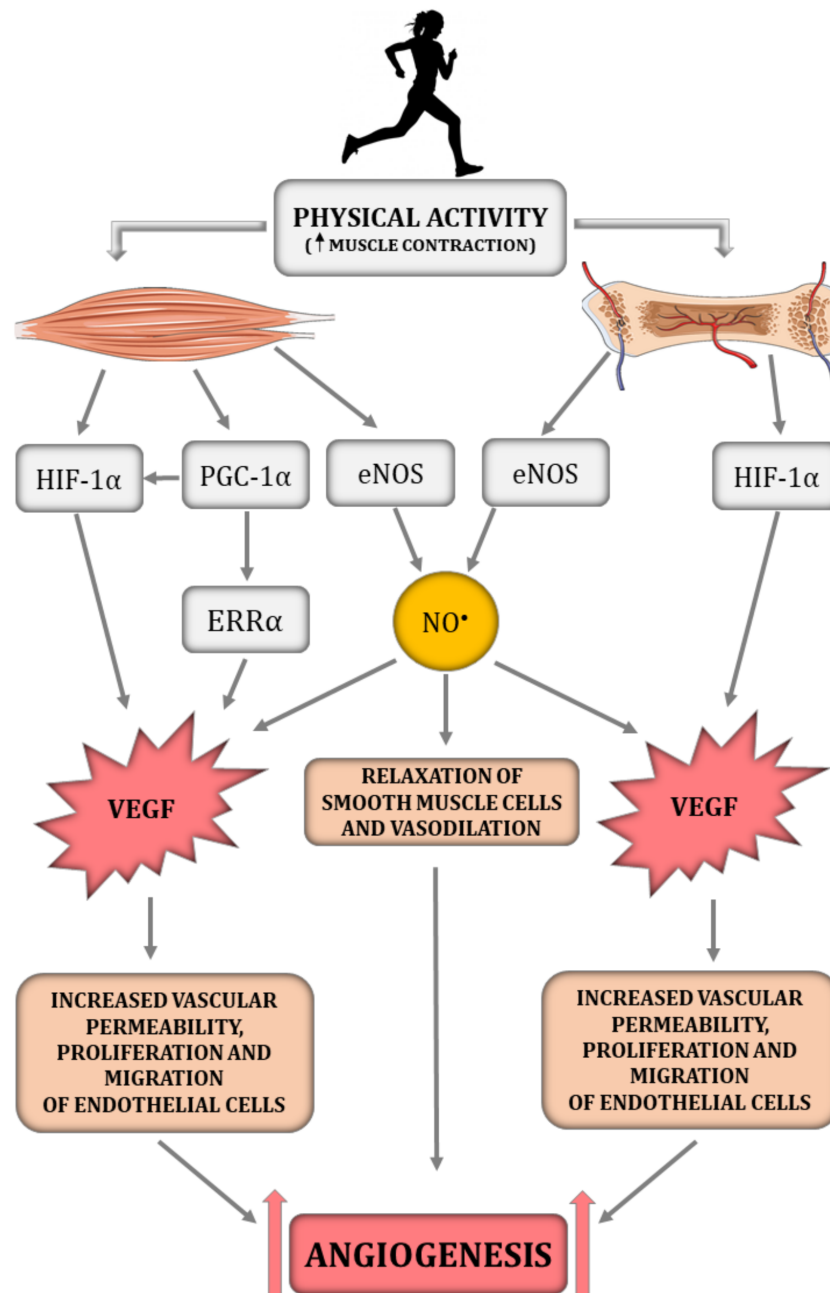 PHYSICAL ACTIVITY
(↑ MUSCLE CONTRACTION)
HIF-1α
PGC-1α
eNOS
eNOS
HIF-1α
ERRα
NO•
VEGF
RELAXATION OF
SMOOTH MUSCLE CELLS
AND VASODILATION
VEGF
INCREASED VASCULAR
PERMEABILITY,
PROLIFERATION AND
MIGRATION
OF ENDOTHELIAL CELLS
INCREASED VASCULAR
PERMEABILITY,
PROLIFERATION AND
MIGRATION
OF ENDOTHELIAL CELLS
ANGIOGENESIS